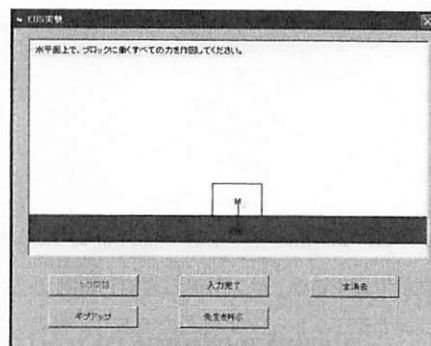 EBS実験
水平面上で、ブロックに働くすべての力を作図してください。
M
入力完了
全消去
ギブアップ
先生を呼ぶ